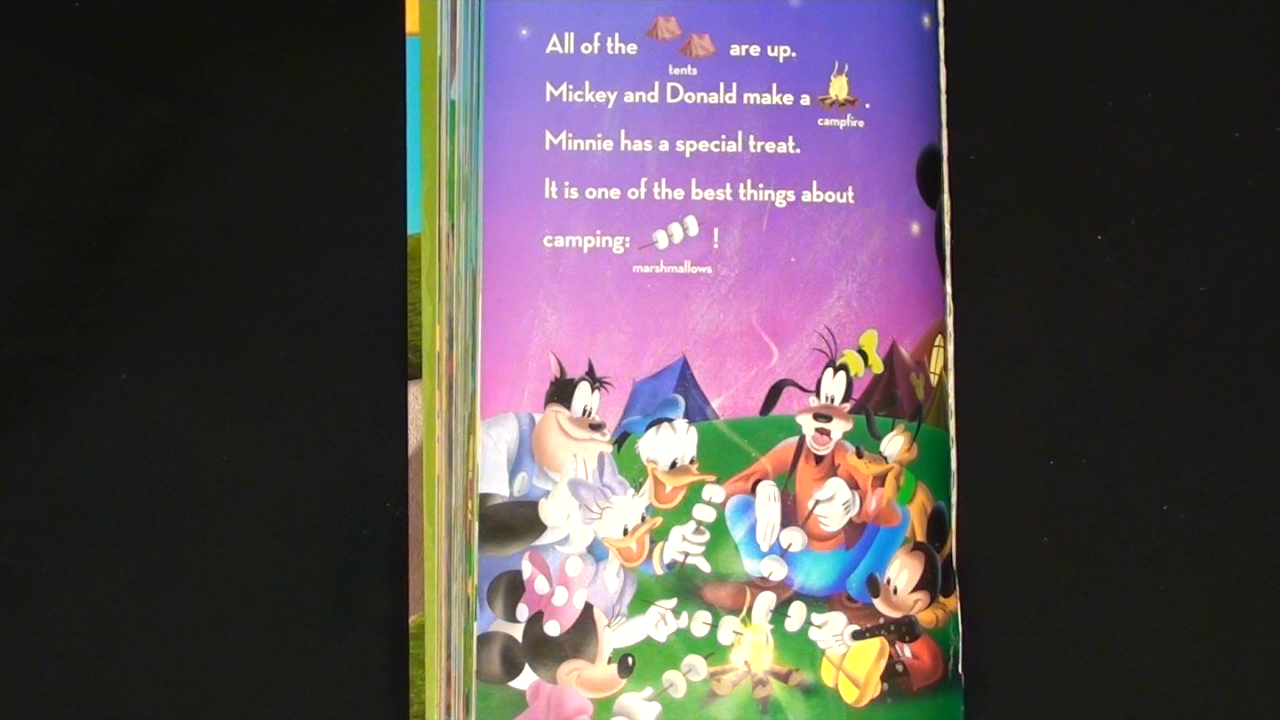 All of the are up.
tents
Mickey and Donald make a .
campfire
Minnie has a special treat.
It is one of the best things about
camping: !
marshmallows